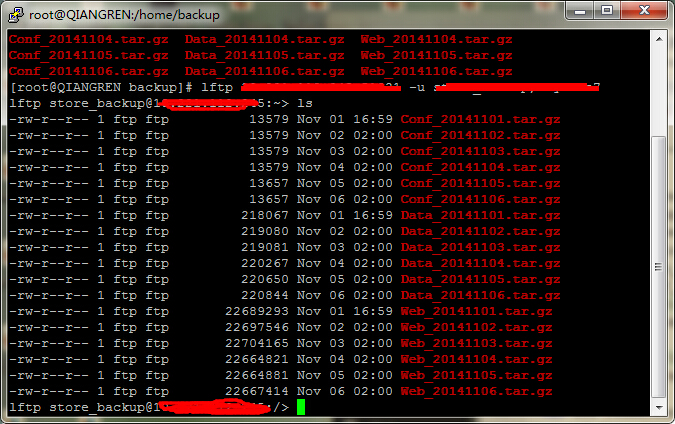 root@QIANGREN:/home/backup
Conf_20141104.tar.gz  Data_20141104.tar.gz  Web_20141104.tar.gz
Conf_20141105.tar.gz  Data_20141105.tar.gz  Web_20141105.tar.gz
Conf_20141106.tar.gz  Data_20141106.tar.gz  Web_20141106.tar.gz
[root@QIANGREN backup]# lftp -u
lftp store_backup@1 5:~> ls
-rw-r--r-- 1 ftp ftp 13579 Nov 01 16:59 Conf_20141101.tar.gz
-rw-r--r-- 1 ftp ftp 13579 Nov 02 02:00 Conf_20141102.tar.gz
-rw-r--r-- 1 ftp ftp 13579 Nov 03 02:00 Conf_20141103.tar.gz
-rw-r--r-- 1 ftp ftp 13579 Nov 04 02:00 Conf_20141104.tar.gz
-rw-r--r-- 1 ftp ftp 13657 Nov 05 02:00 Conf_20141105.tar.gz
-rw-r--r-- 1 ftp ftp 13657 Nov 06 02:00 Conf_20141106.tar.gz
-rw-r--r-- 1 ftp ftp 218067 Nov 01 16:59 Data_20141101.tar.gz
-rw-r--r-- 1 ftp ftp 219080 Nov 02 02:00 Data_20141102.tar.gz
-rw-r--r-- 1 ftp ftp 219081 Nov 03 02:00 Data_20141103.tar.gz
-rw-r--r-- 1 ftp ftp 220267 Nov 04 02:00 Data_20141104.tar.gz
-rw-r--r-- 1 ftp ftp 220650 Nov 05 02:00 Data_20141105.tar.gz
-rw-r--r-- 1 ftp ftp 220844 Nov 06 02:00 Data_20141106.tar.gz
-rw-r--r-- 1 ftp ftp 22689293 Nov 01 16:59 Web_20141101.tar.gz
-rw-r--r-- 1 ftp ftp 22697546 Nov 02 02:00 Web_20141102.tar.gz
-rw-r--r-- 1 ftp ftp 22704165 Nov 03 02:00 Web_20141103.tar.gz
-rw-r--r-- 1 ftp ftp 22664821 Nov 04 02:00 Web_20141104.tar.gz
-rw-r--r-- 1 ftp ftp 22664881 Nov 05 02:00 Web_20141105.tar.gz
-rw-r--r-- 1 ftp ftp 22667414 Nov 06 02:00 Web_20141106.tar.gz
lftp store_backup@1 :/>